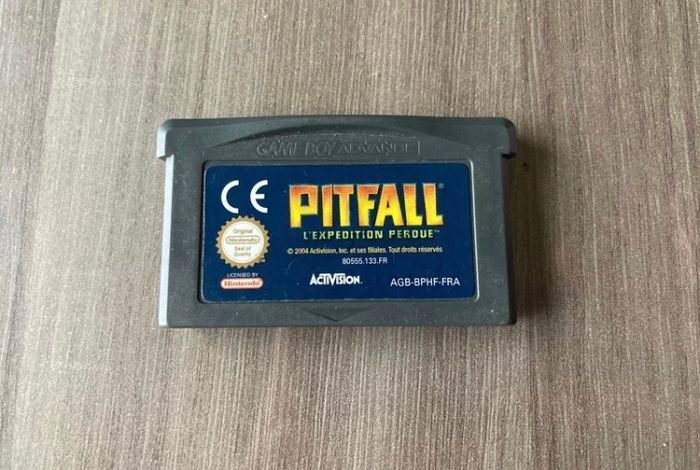 GAME BOY ADVANCE
CE
PITFALL®
L'EXPEDITION PERDUE™
© 2004 Activision, Inc. et ses filiales. Tout droits réservés
80555.133.FR
Original
Nintendo
Seal of
Quality
LICENSED BY
Nintendo
ACTIVISION.
AGB-BPHF-FRA